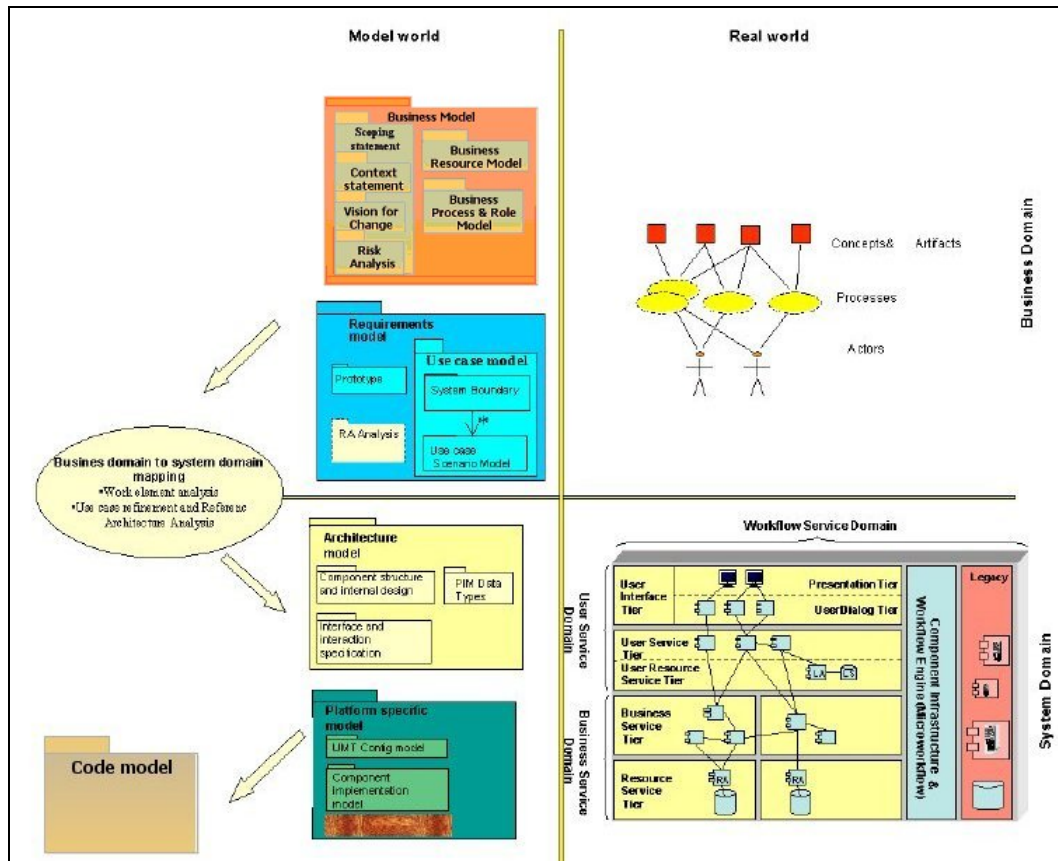 Model world
Real world
Business Model
Scoping
statement
Context
statement
Vision for
Change
Risk
Analysis
Business
Resource Model
Business
Process & Role
Model
Concepts& Artifacts
Processes
Actors
Business Domain
Requirements
model
Prototype
RA Analysis
Use case model
System Boundary
Use case
Scenario Model
Busines domain to system domain
mapping
•Work element analysis
•Use case refinement and Reference
Architecture Analysis
Architecture
model
Component structure
and internal design
PIM Data
Types
Interface and
interaction
specification
Platform specific
model
UMT Config model
Component
Implementation
model
Code model
Workflow Service Domain
User Service
Domain
Business Service
Domain
User
Interface
Tier
Presentation Tier
UserDialog Tier
User Service
Tier
User Resource
Service Tier
LA
Business
Service
Tier
Resource
Service
Tier
RA
RA
Component Infrastructure &
Workflow Engine (Microworkflow)
Legacy
System Domain